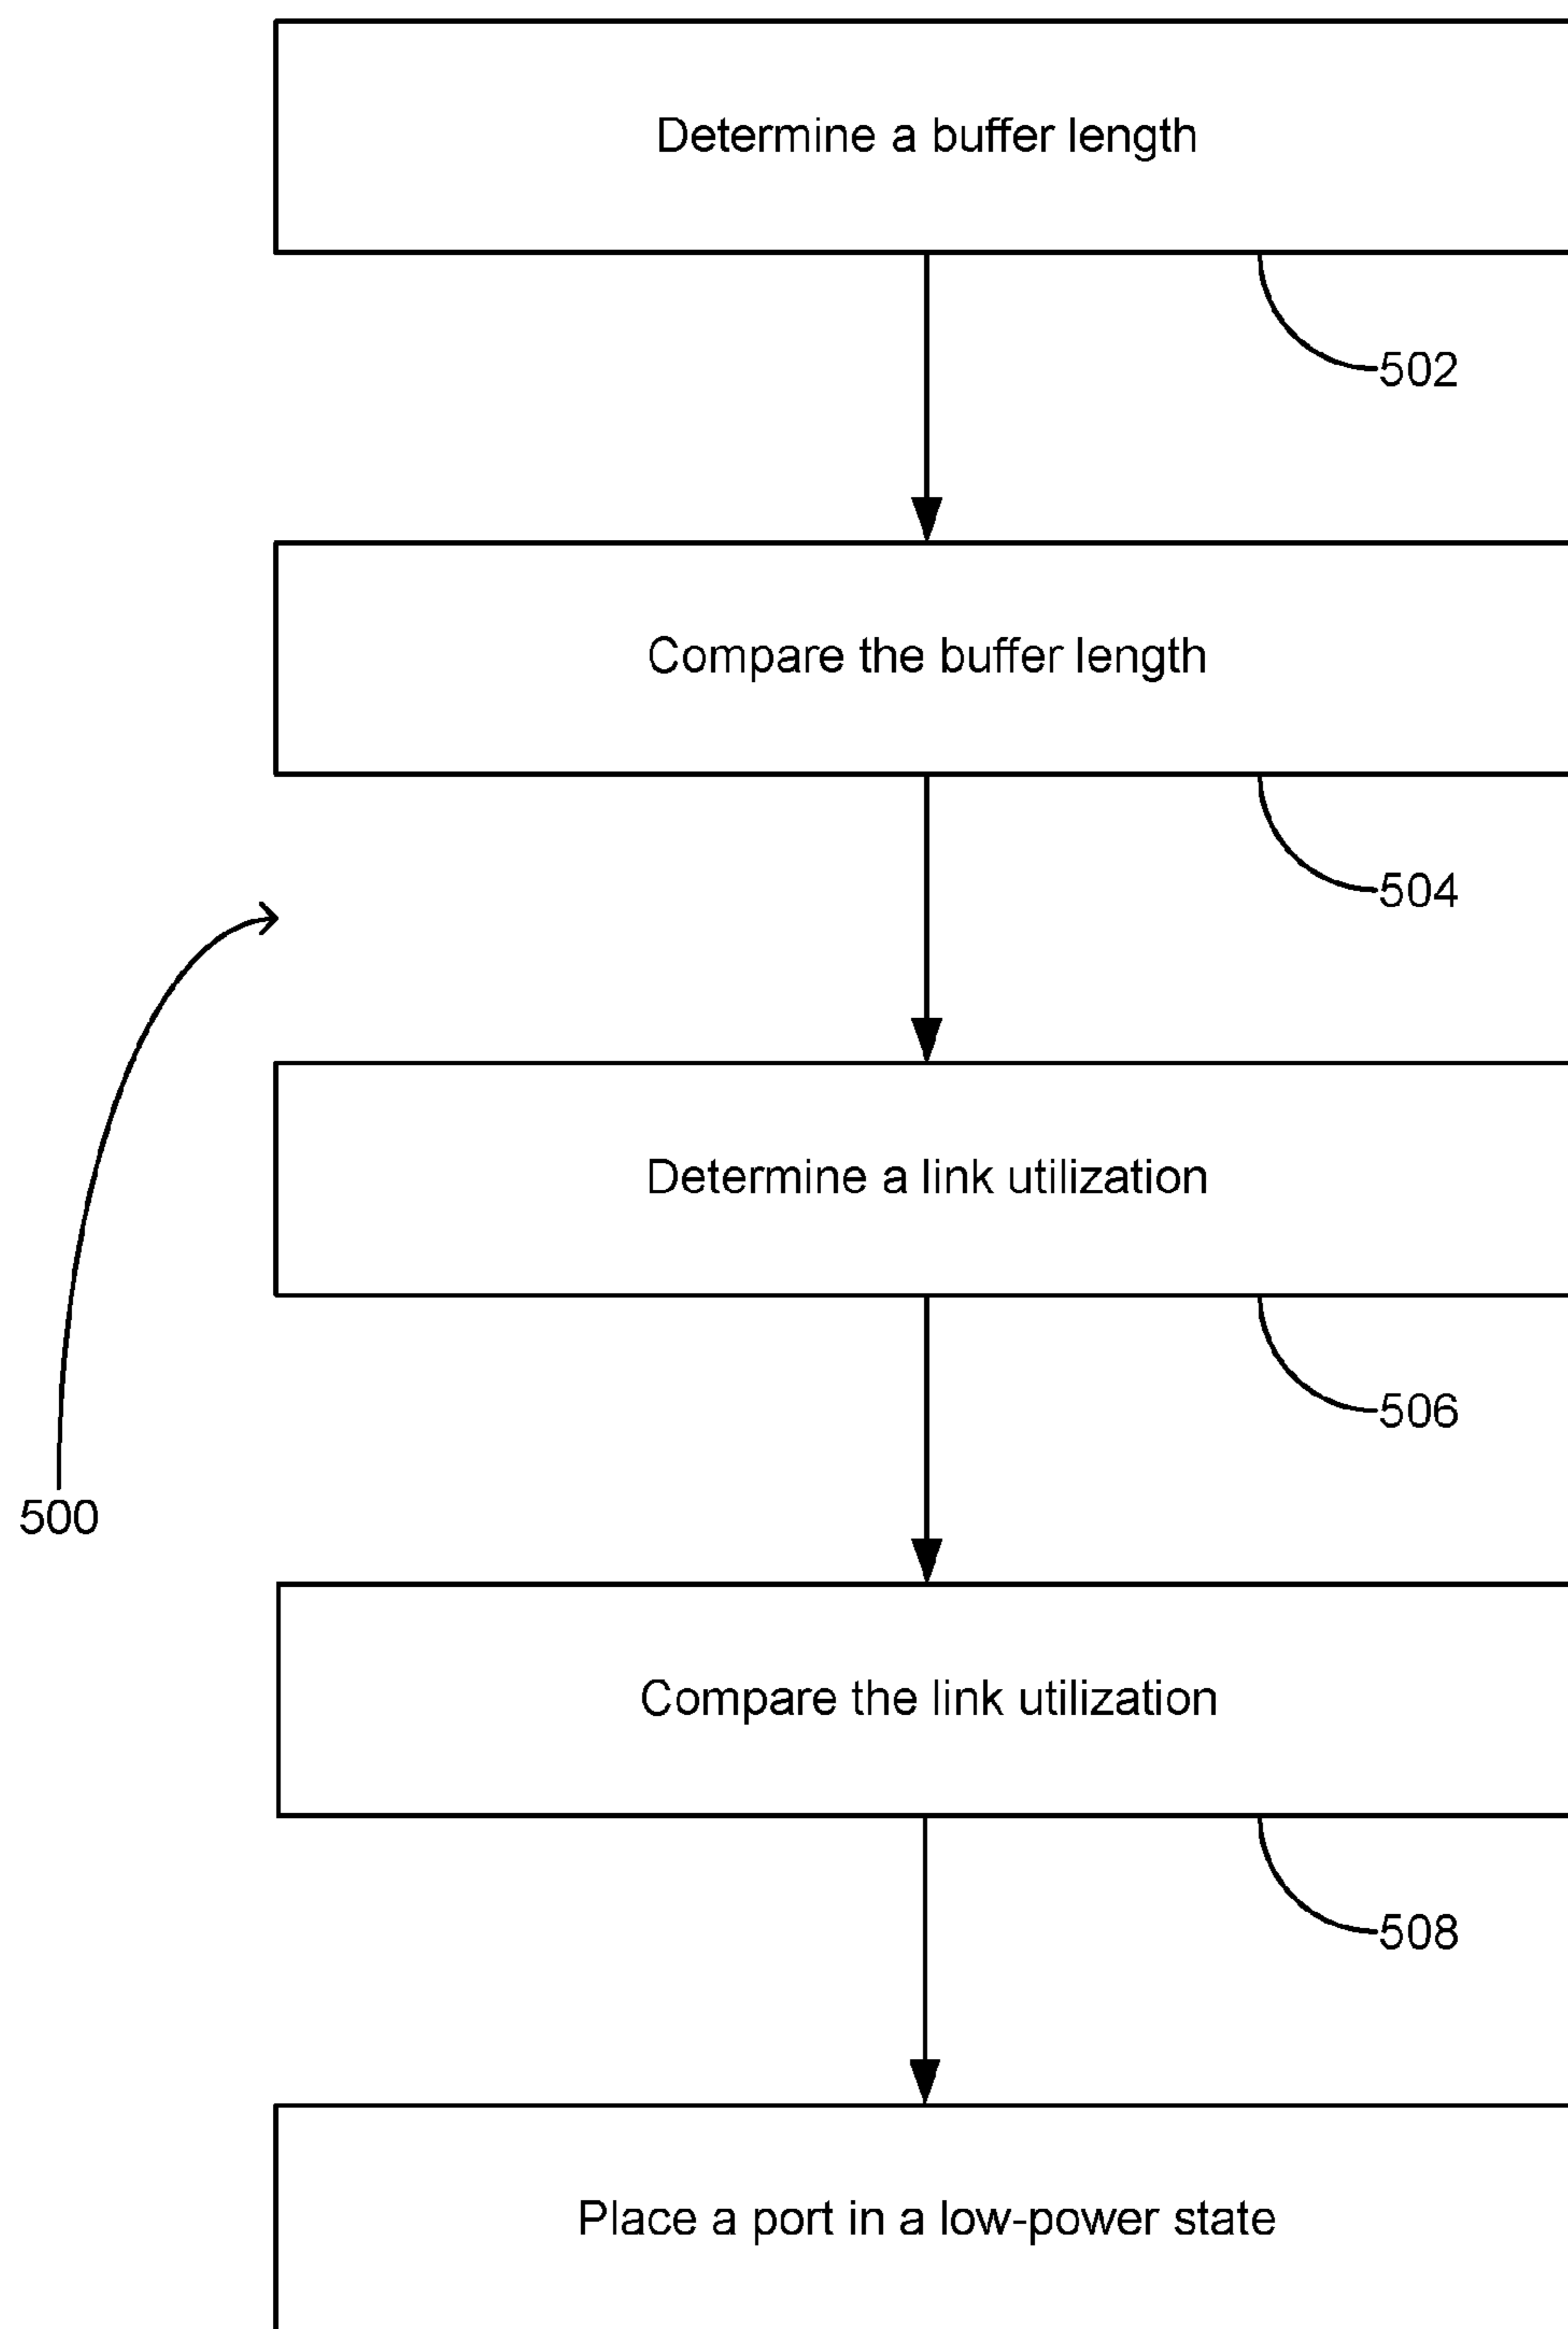 Determine a buffer length
502
Compare the buffer length
504
Determine a link utilization
506
500
Compare the link utilization
508
Place a port in a low-power state